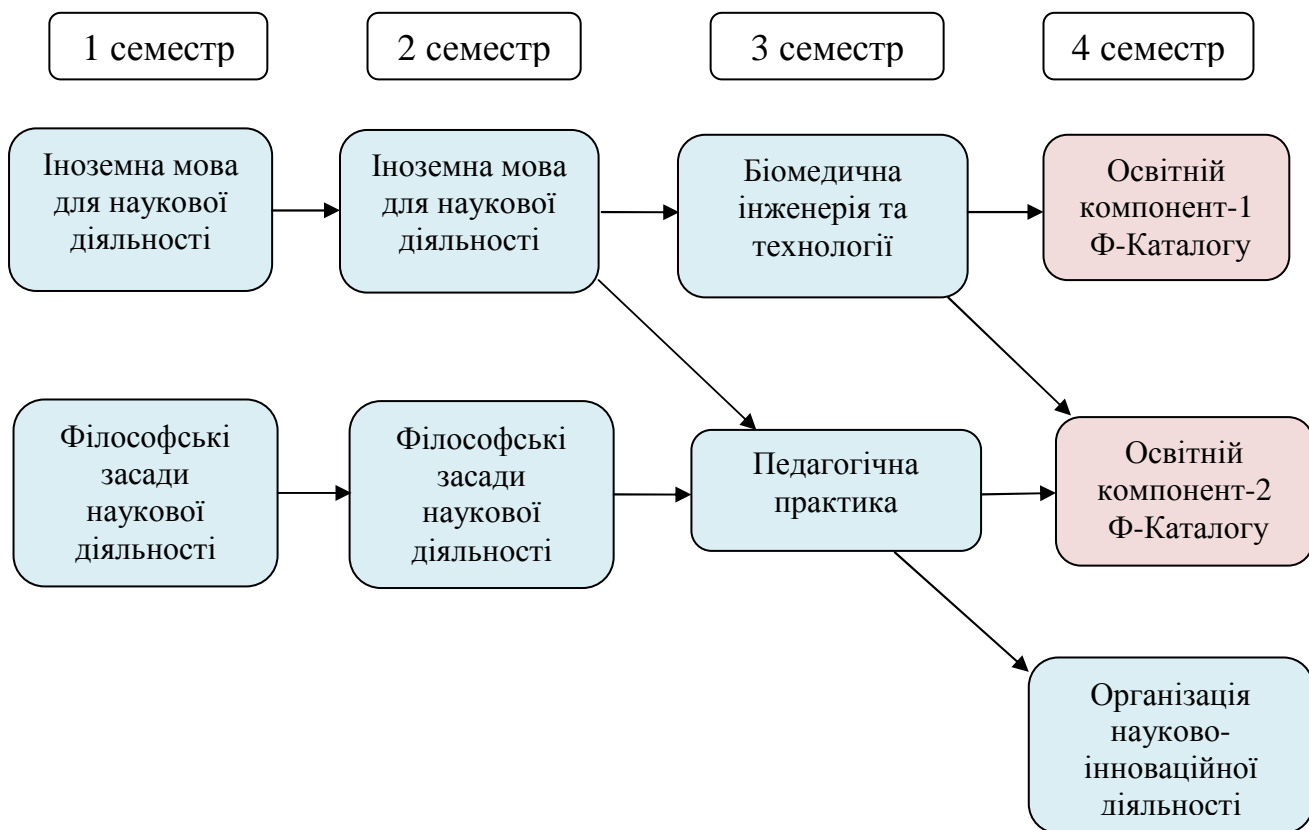 1 семестр
2 семестр
3 семестр
4 семестр
Іноземна мова
для наукової
діяльності
Іноземна мова
для наукової
діяльності
Біомедична
інженерія та
технології
Освітній
компонент-1
Ф-Каталогу
Філософські
засади
наукової
діяльності
Філософські
засади
наукової
діяльності
Педагогічна
практика
Освітній
компонент-2
Ф-Каталогу
Організація
науково-
інноваційної
діяльності